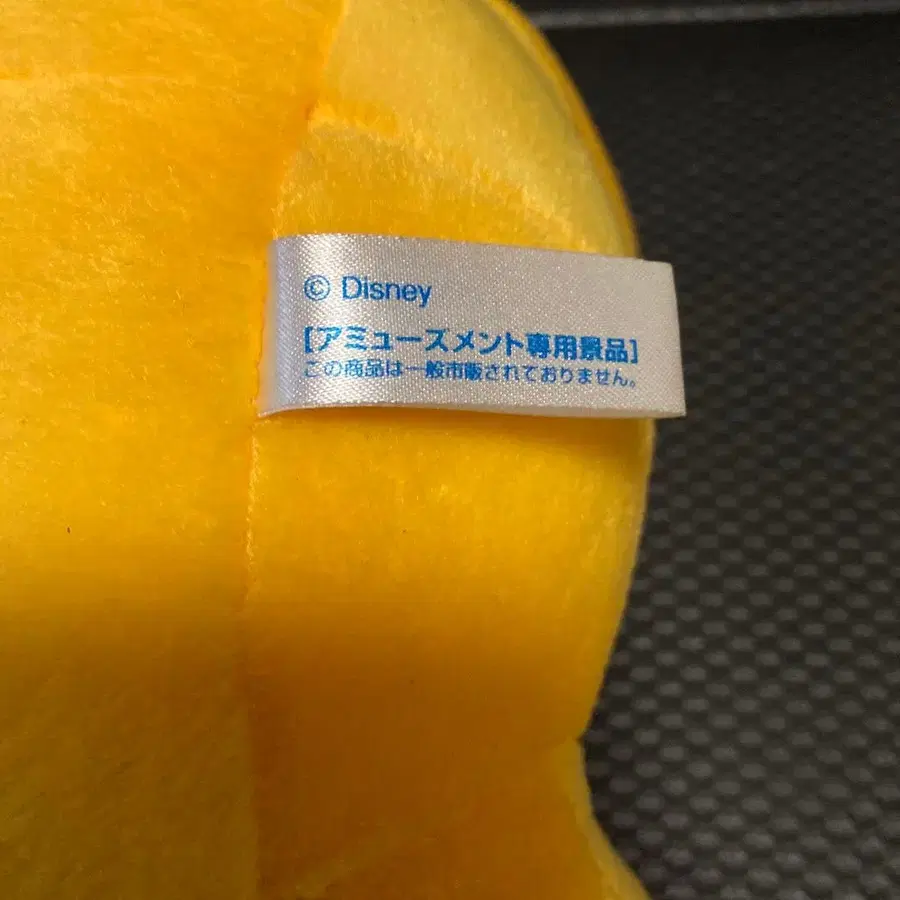 © Disney
［アミューズメント専用景品］
この商品は一般市販されておりません。